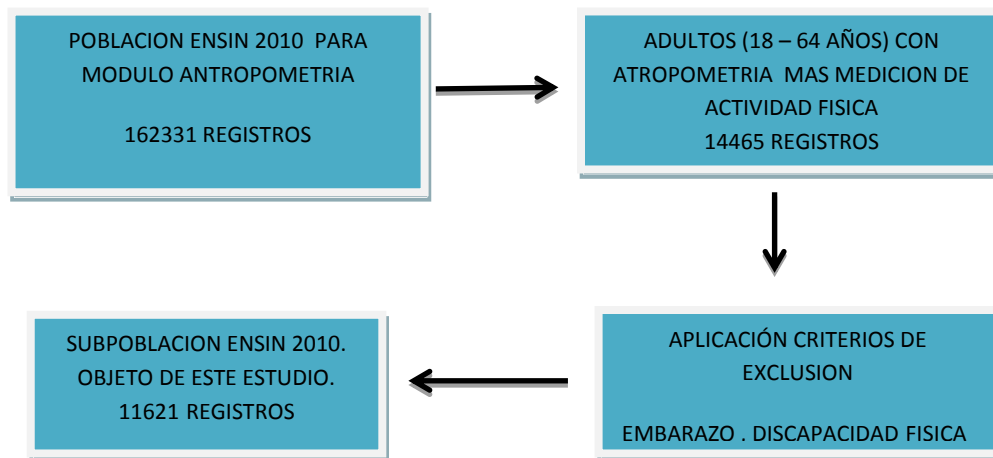 POBLACION ENSIN 2010 PARA
MODULO ANTROPOMETRIA
162331 REGISTROS
ADULTOS (18 – 64 AÑOS) CON
ATROPOMETRIA MAS MEDICION DE
ACTIVIDAD FISICA
14465 REGISTROS
APLICACIÓN CRITERIOS DE
EXCLUSION
EMBARAZO . DISCAPACIDAD FISICA
SUBPOBLACION ENSIN 2010.
OBJETO DE ESTE ESTUDIO.
11621 REGISTROS